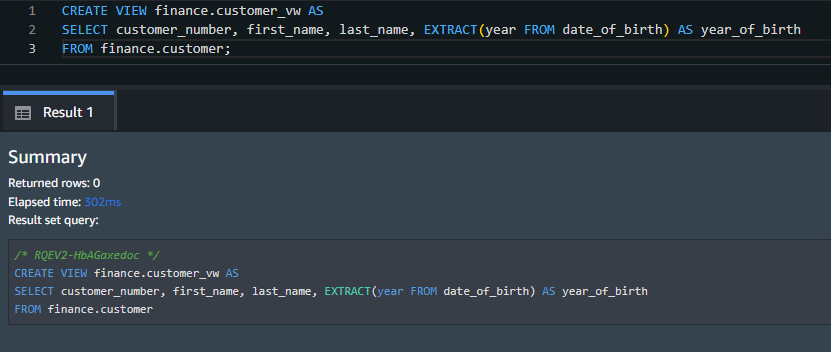 1 CREATE VIEW finance.customer_vw AS
2 SELECT customer_number, first_name, last_name, EXTRACT(year FROM date_of_birth) AS year_of_birth
3 FROM finance.customer;
Result 1
Summary
Returned rows: 0
Elapsed time: 302ms
Result set query:
/* RQEV2-HbAGaxedoc */
CREATE VIEW finance.customer_vw AS
SELECT customer_number, first_name, last_name, EXTRACT(year FROM date_of_birth) AS year_of_birth
FROM finance.customer